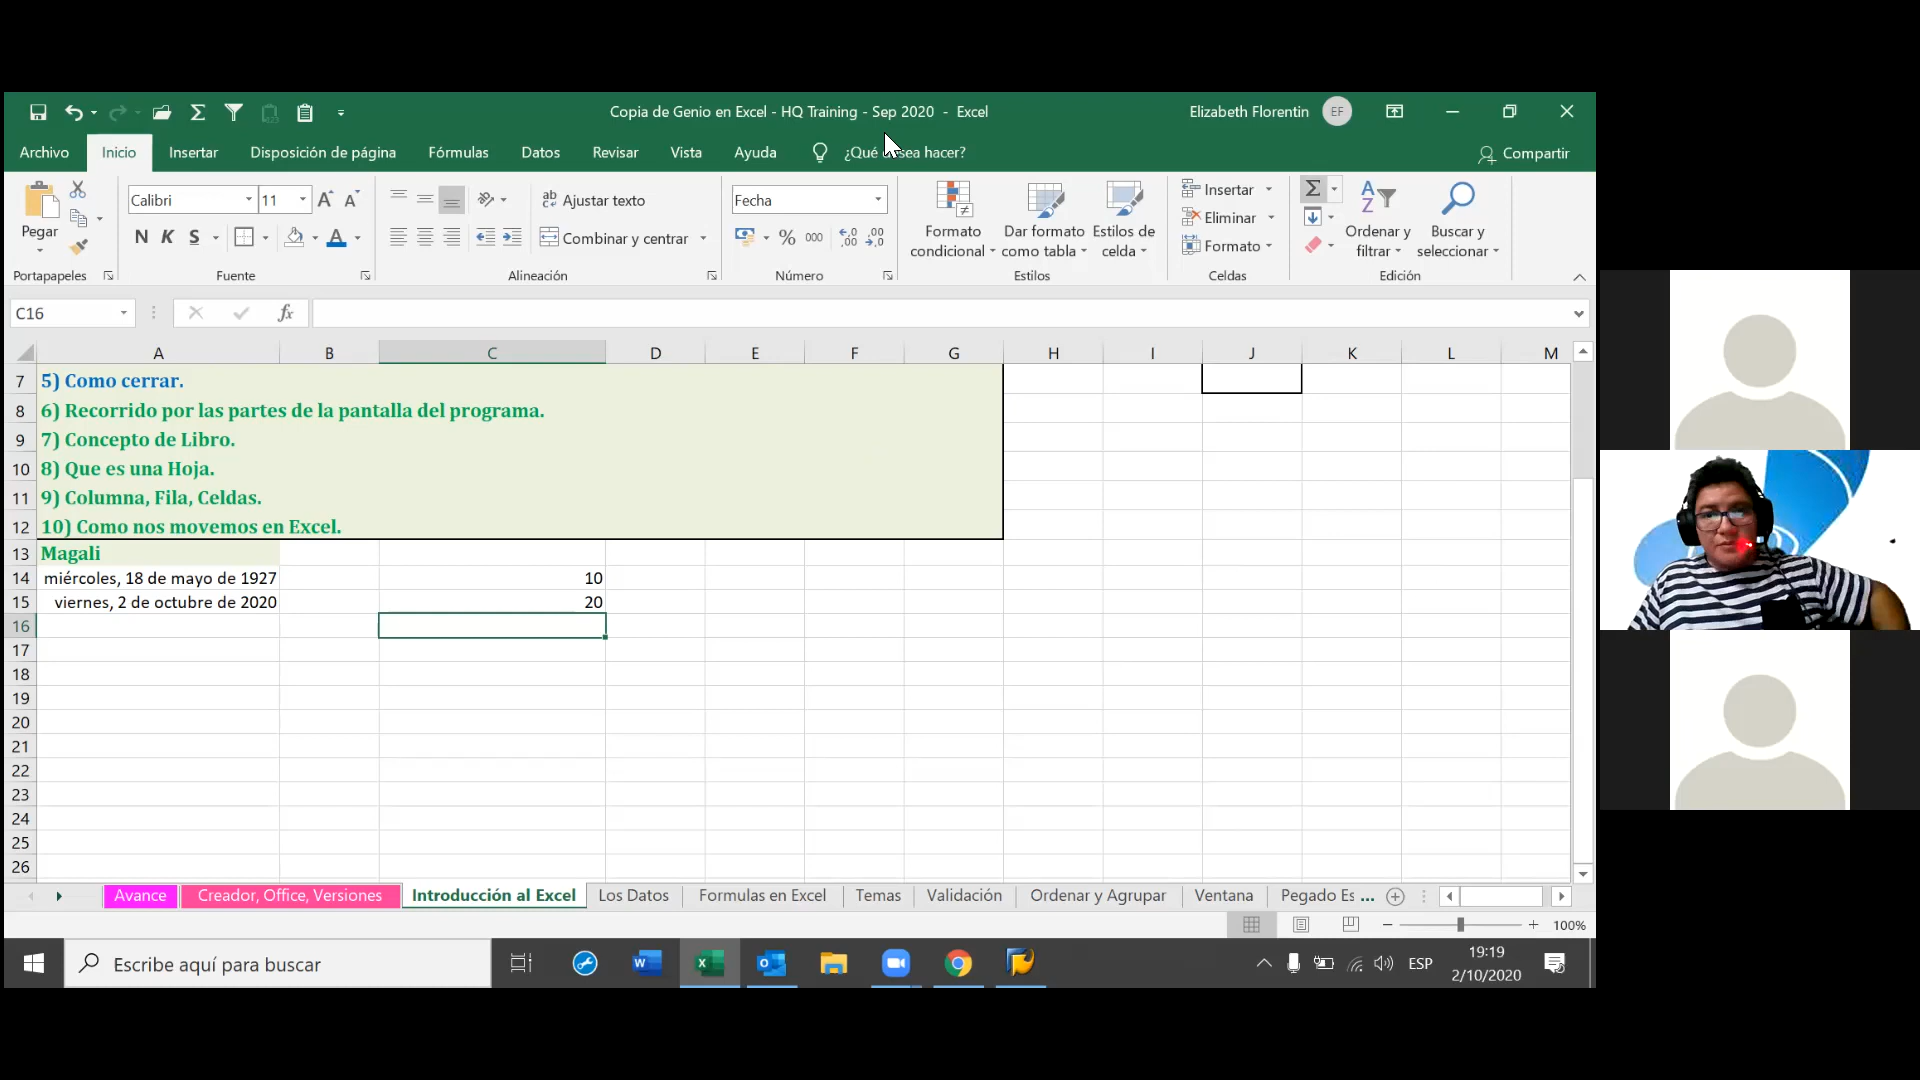 Copia de Genio en Excel - HQ Training - Sep 2020 - Excel
Elizabeth Florentin
EF
Archivo
Inicio
Insertar
Disposición de página
Fórmulas
Datos
Revisar
Vista
Ayuda
¿Qué sea hacer?
Compartir
Pegar
Calibri
11
N K S
Ajustar texto
Combinar y centrar
Fecha
% 000
Formato condicional
Dar formato como tabla
Estilos de celda
Insertar
Eliminar
Formato
Ordenar y filtrar
Buscar y seleccionar
Portapapeles
Fuente
Alineación
Número
Estilos
Celdas
Edición
C16
fx
A B C D E F G H I J K L M
7 5) Como cerrar.
8 6) Recorrido por las partes de la pantalla del programa.
9 7) Concepto de Libro.
10 8) Que es una Hoja.
11 9) Columna, Fila, Celdas.
12 10) Como nos movemos en Excel.
13 Magali
14 miércoles, 18 de mayo de 1927 10
15 viernes, 2 de octubre de 2020 20
16
17
18
19
20
21
22
23
24
25
26
Avance
Creador, Office, Versiones
Introducción al Excel
Los Datos
Formulas en Excel
Temas
Validación
Ordenar y Agrupar
Ventana
Pegado Es ...
100%
Escribe aquí para buscar
ESP
19:19
2/10/2020